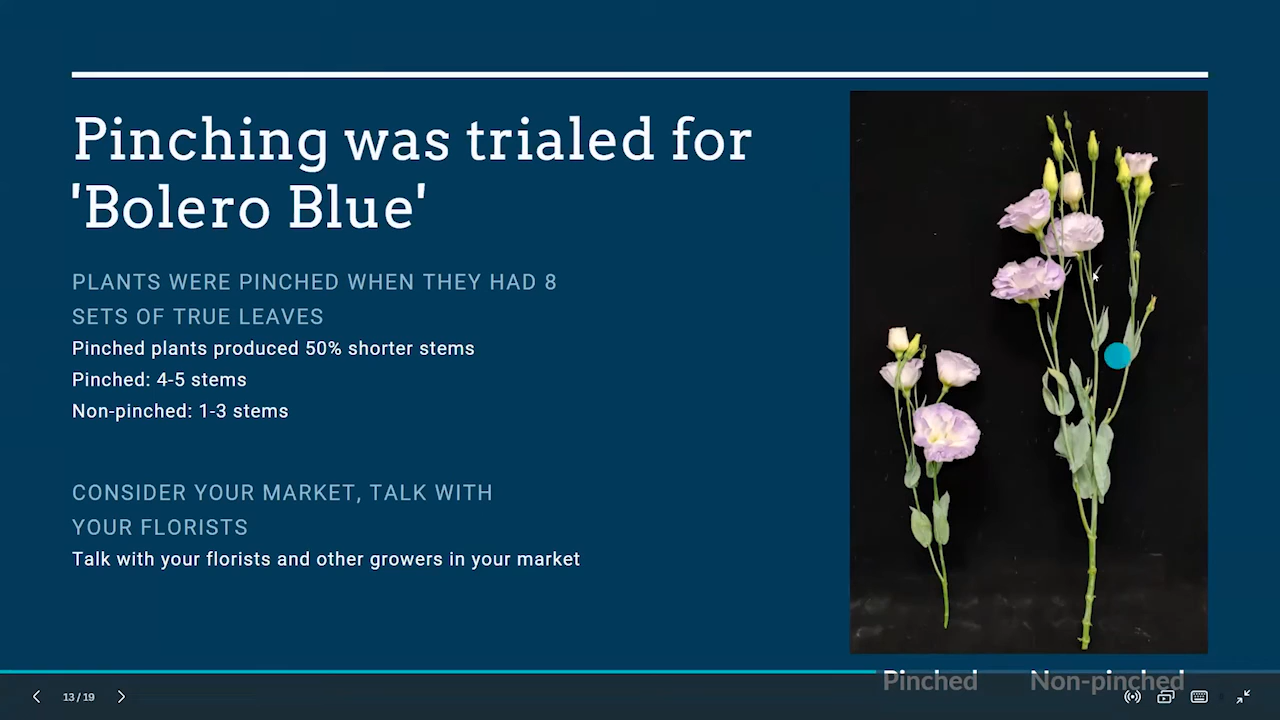 Pinching was trialed for
'Bolero Blue'
PLANTS WERE PINCHED WHEN THEY HAD 8
SETS OF TRUE LEAVES
Pinched plants produced 50% shorter stems
Pinched: 4-5 stems
Non-pinched: 1-3 stems
CONSIDER YOUR MARKET, TALK WITH
YOUR FLORISTS
Talk with your florists and other growers in your market
Pinched Non-pinched
13 / 19